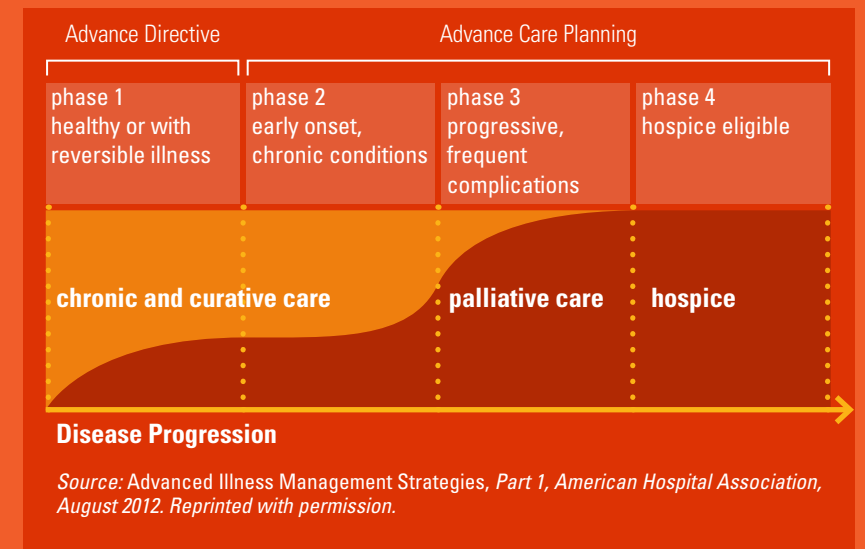 Advance Directive
Advance Care Planning
phase 1
healthy or with
reversible illness
phase 2
early onset,
chronic conditions
phase 3
progressive,
frequent
complications
phase 4
hospice eligible
chronic and curative care
palliative care
hospice
Disease Progression
Source: Advanced Illness Management Strategies, Part 1, American Hospital Association,
August 2012. Reprinted with permission.